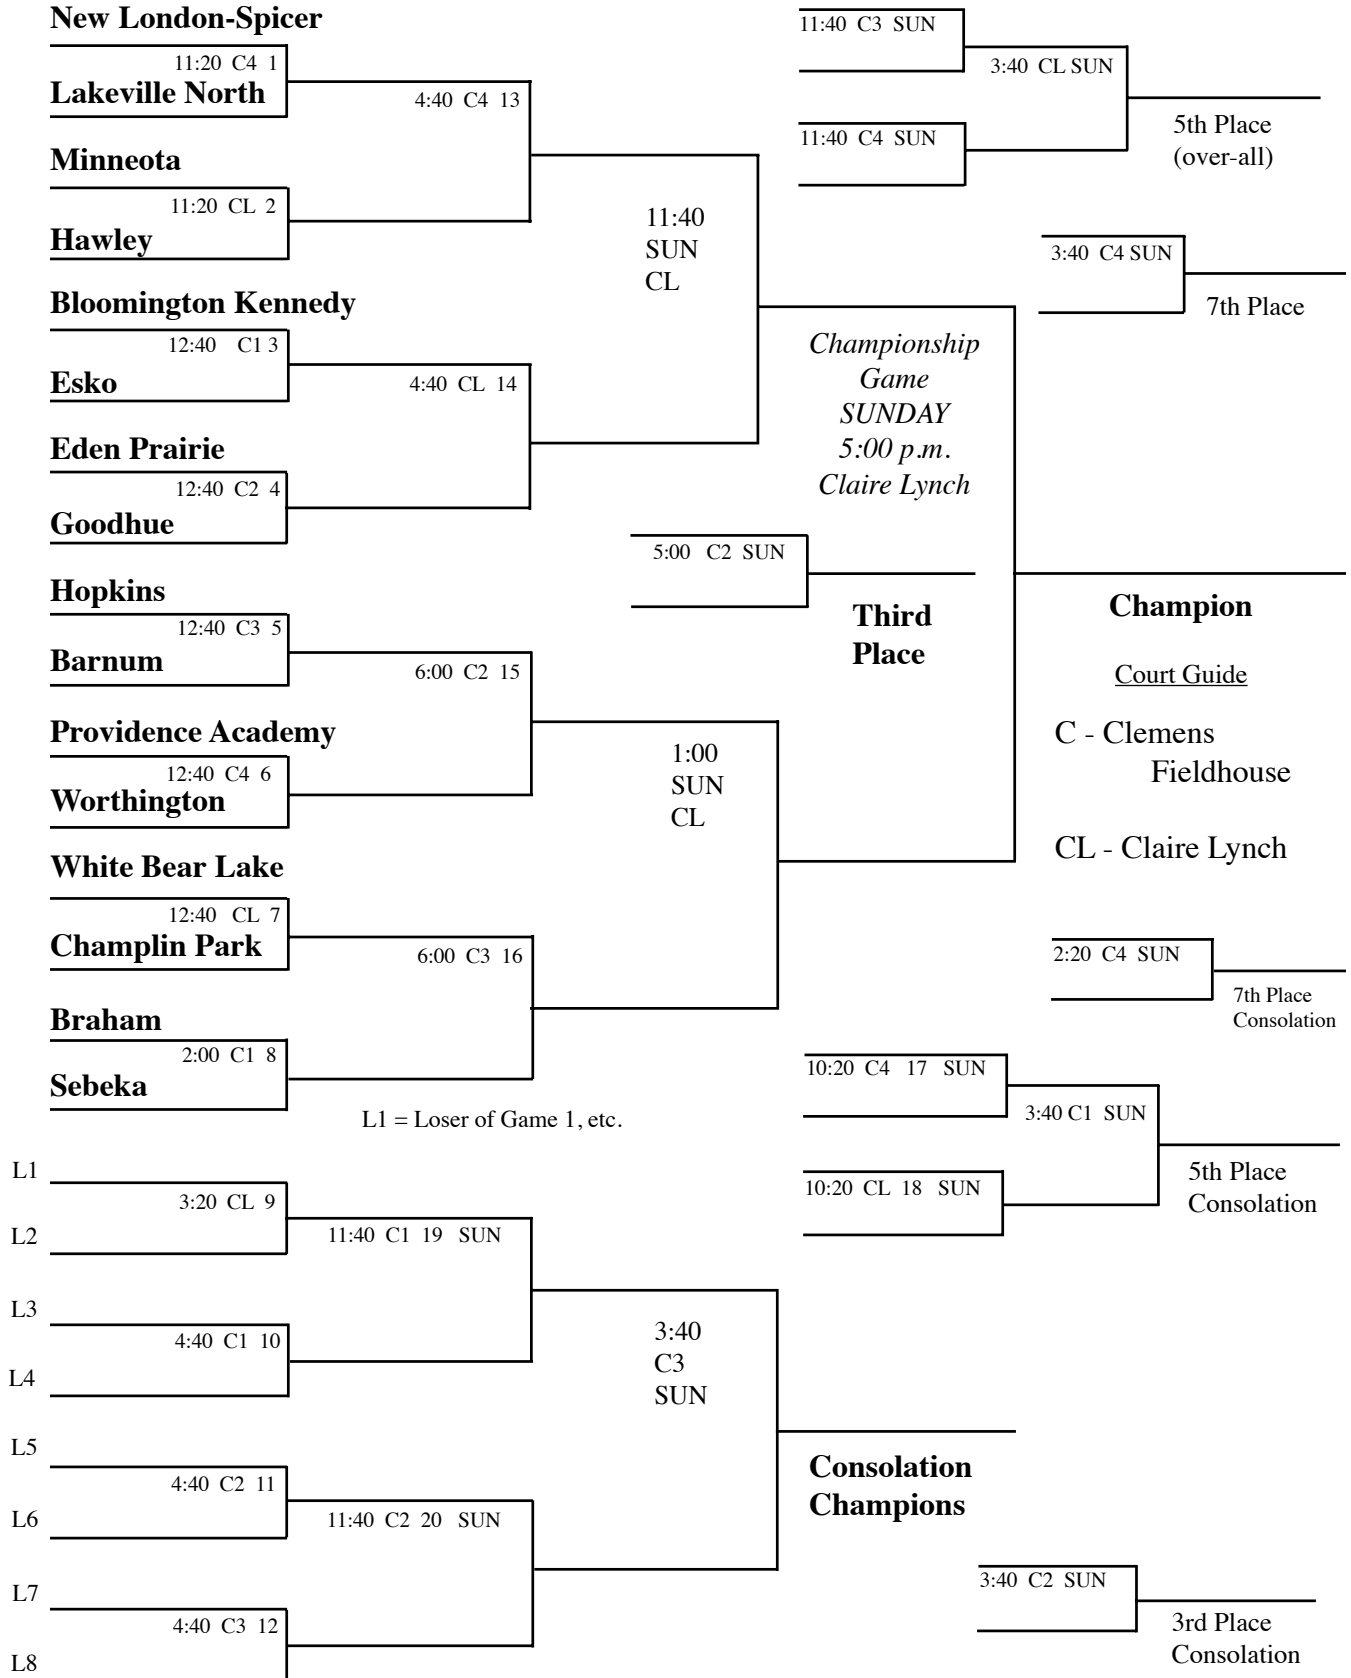 New London-Spicer
11:20 C4 1
Lakeville North
4:40 C4 13
Minneota
11:20 CL 2
Hawley
11:40
SUN
CL
Bloomington Kennedy
12:40 C1 3
Esko
4:40 CL 14
Eden Prairie
12:40 C2 4
Goodhue
Hopkins
12:40 C3 5
Barnum
6:00 C2 15
Providence Academy
12:40 C4 6
Worthington
1:00
SUN
CL
White Bear Lake
12:40 CL 7
Champlin Park
6:00 C3 16
Braham
2:00 C1 8
Sebeka
L1 = Loser of Game 1, etc.
11:40 C3 SUN
3:40 CL SUN
11:40 C4 SUN
5th Place
(over-all)
3:40 C4 SUN
7th Place
Championship
Game
SUNDAY
5:00 p.m.
Claire Lynch
5:00 C2 SUN
Third
Place
Champion
Court Guide
C - Clemens
Fieldhouse
CL - Claire Lynch
2:20 C4 SUN
7th Place
Consolation
10:20 C4 17 SUN
3:40 C1 SUN
10:20 CL 18 SUN
5th Place
Consolation
L1
3:20 CL 9
L2
11:40 C1 19 SUN
L3
4:40 C1 10
L4
3:40
C3
SUN
L5
4:40 C2 11
L6
11:40 C2 20 SUN
L7
4:40 C3 12
L8
Consolation
Champions
3:40 C2 SUN
3rd Place
Consolation